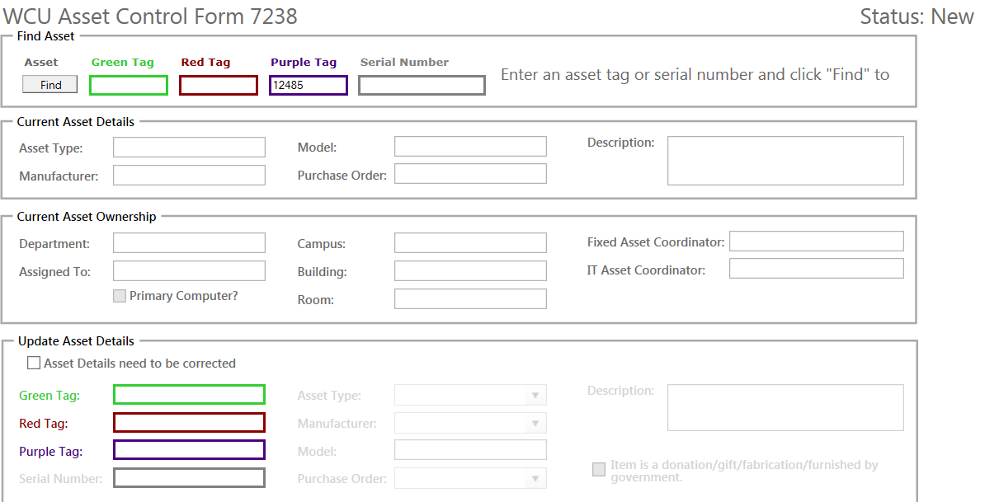 WCU Asset Control Form 7238
Status: New
Find Asset
Asset Green Tag Red Tag Purple Tag Serial Number
Find 12485 Enter an asset tag or serial number and click "Find" to
Current Asset Details
Asset Type: Model: Description:
Manufacturer: Purchase Order:
Current Asset Ownership
Department: Campus: Fixed Asset Coordinator:
Assigned To: Building: IT Asset Coordinator:
Primary Computer? Room:
Update Asset Details
Asset Details need to be corrected
Green Tag: Asset Type: Description:
Red Tag: Manufacturer:
Purple Tag: Model:
Serial Number: Purchase Order:
Item is a donation/gift/fabrication/furnished by
government.